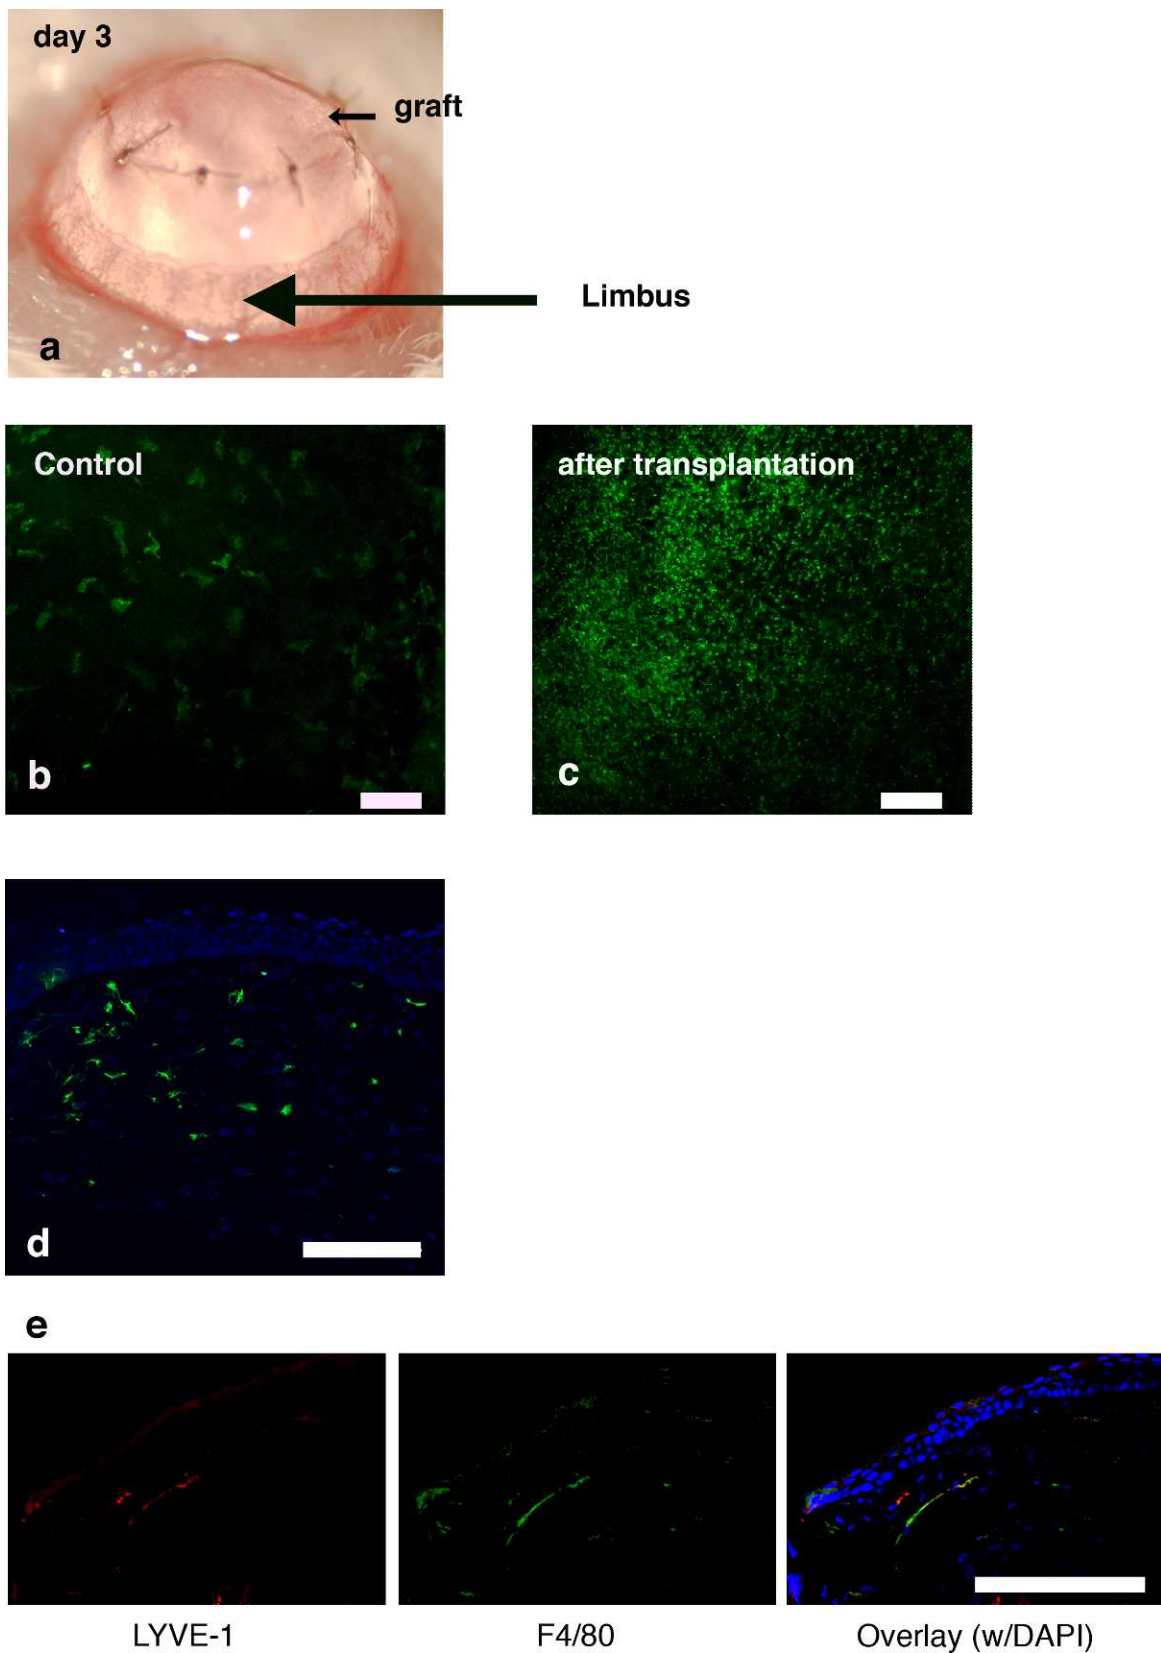 day 3
graft
Limbus
a
Control
after transplantation
b
c
d
e
LYVE-1
F4/80
Overlay (w/DAPI)